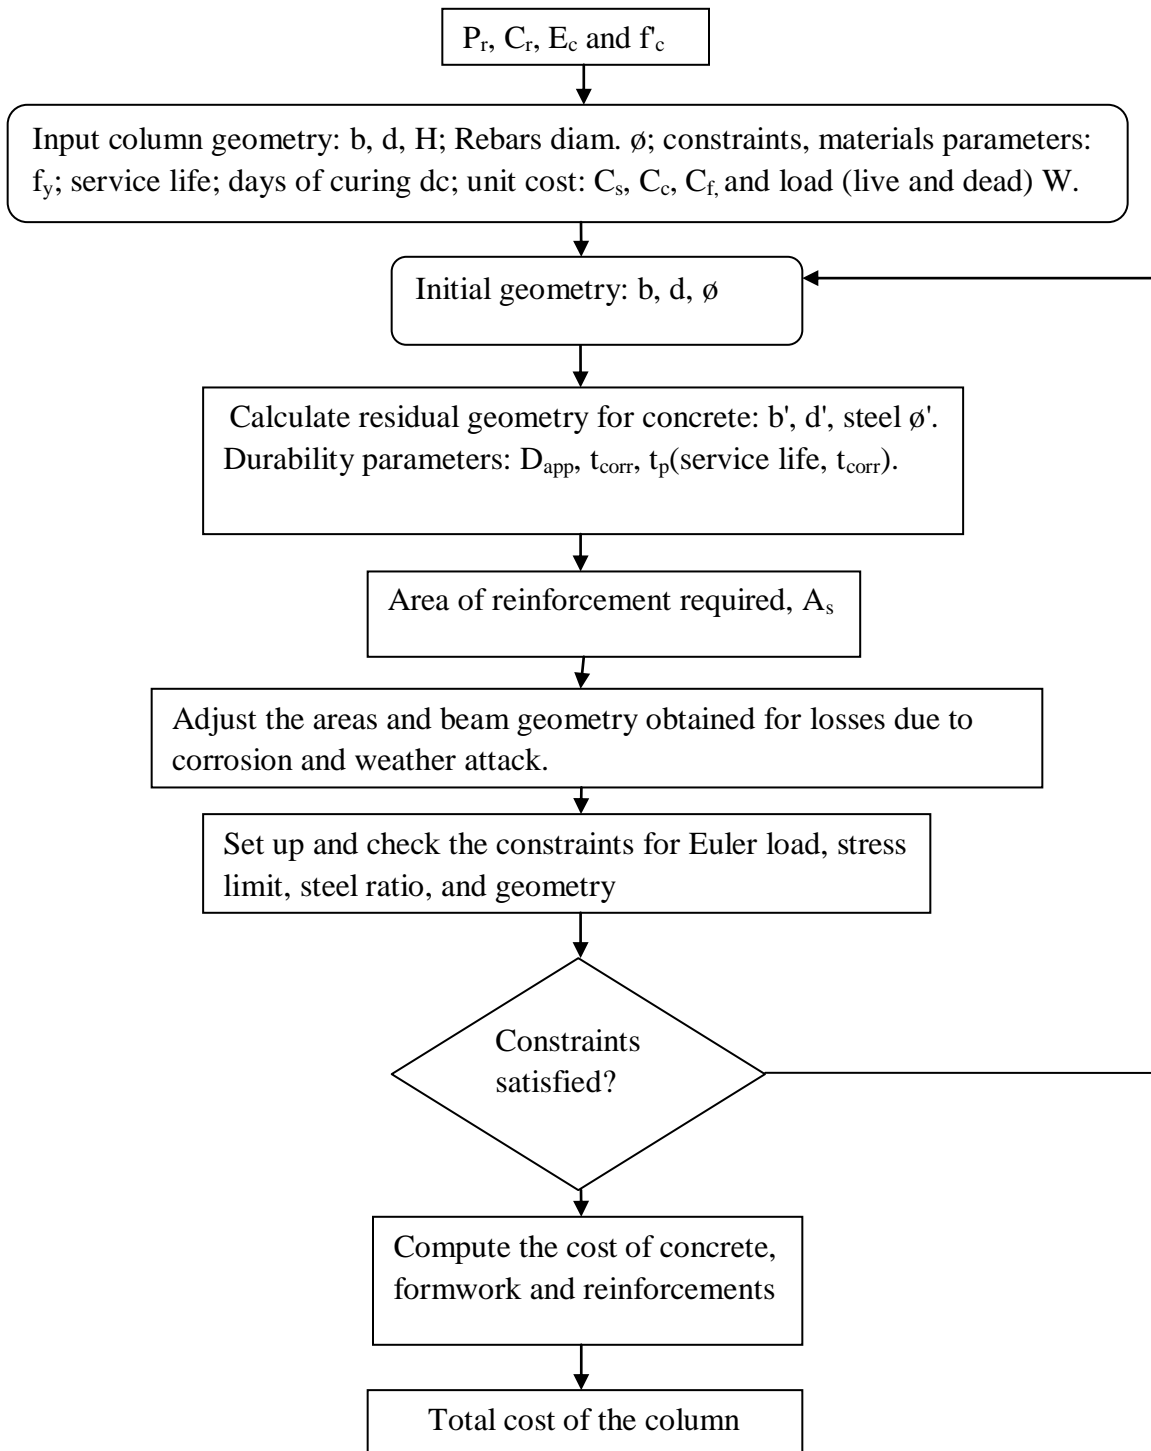 Pr, Cr, Ec and f'c
Input column geometry: b, d, H; Rebars diam. ø; constraints, materials parameters:
fy; service life; days of curing dc; unit cost: Cs, Cc, Cf, and load (live and dead) W.
Initial geometry: b, d, ø
Calculate residual geometry for concrete: b', d', steel ø'.
Durability parameters: Dapp, tcorr, tp(service life, tcorr).
Area of reinforcement required, As
Adjust the areas and beam geometry obtained for losses due to
corrosion and weather attack.
Set up and check the constraints for Euler load, stress
limit, steel ratio, and geometry
Constraints
satisfied?
Compute the cost of concrete,
formwork and reinforcements
Total cost of the column